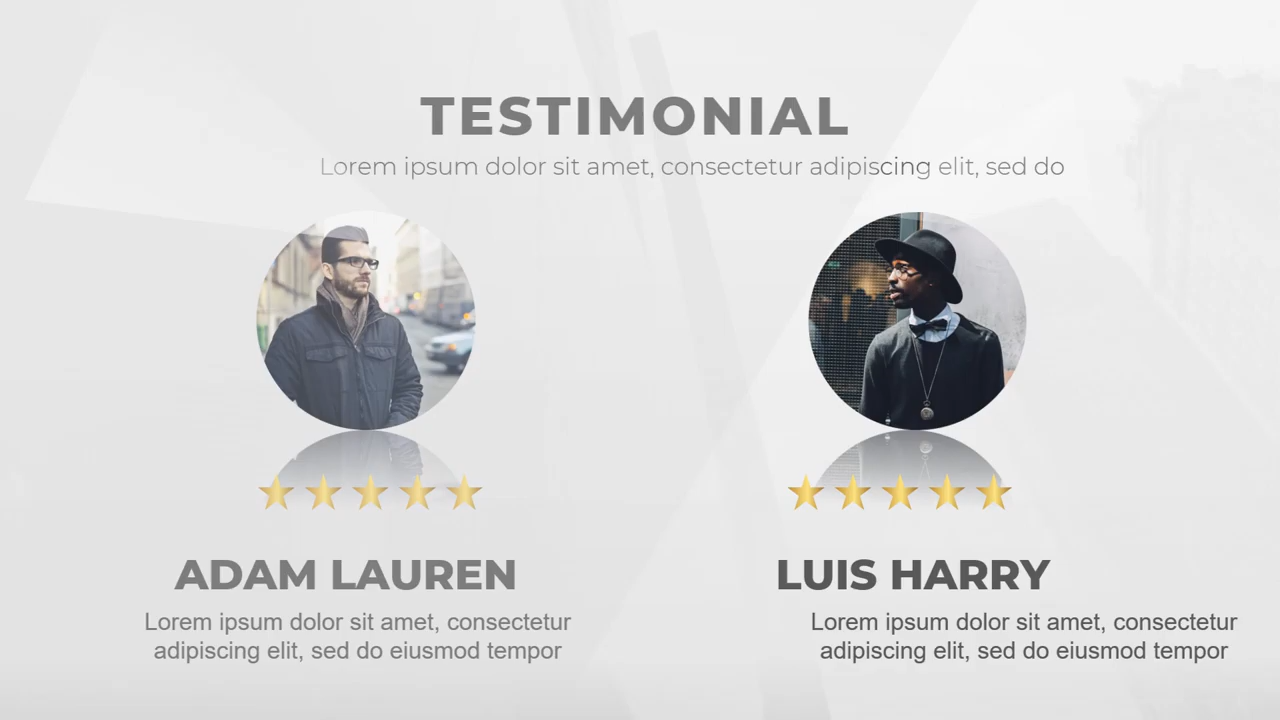 TESTIMONIAL
Lorem ipsum dolor sit amet, consectetur adipiscing elit, sed do
ADAM LAUREN
Lorem ipsum dolor sit amet, consectetur
adipiscing elit, sed do eiusmod tempor
LUIS HARRY
Lorem ipsum dolor sit amet, consectetur
adipiscing elit, sed do eiusmod tempor